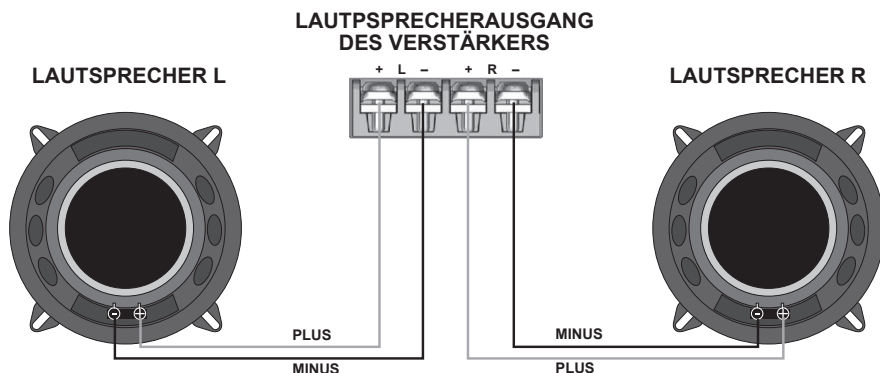 LAUTPSPRECHERAUSGANG
DES VERSTÄRKERS
LAUTSPRECHER L
+ L –
+ R –
LAUTSPRECHER R
- +
- +
PLUS
MINUS
MINUS
PLUS